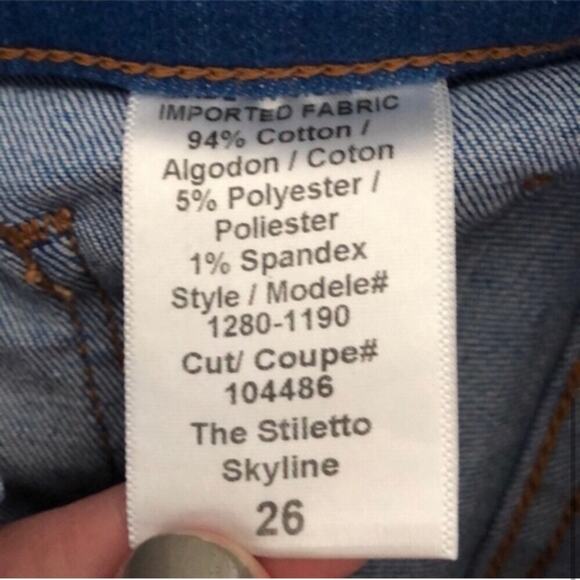 IMPORTED FABRIC
94% Cotton /
Algodon / Coton
5% Polyester /
Poliester
1% Spandex
Style / Modele#
1280-1190
Cut/ Coupe#
104486
The Stiletto
Skyline
26